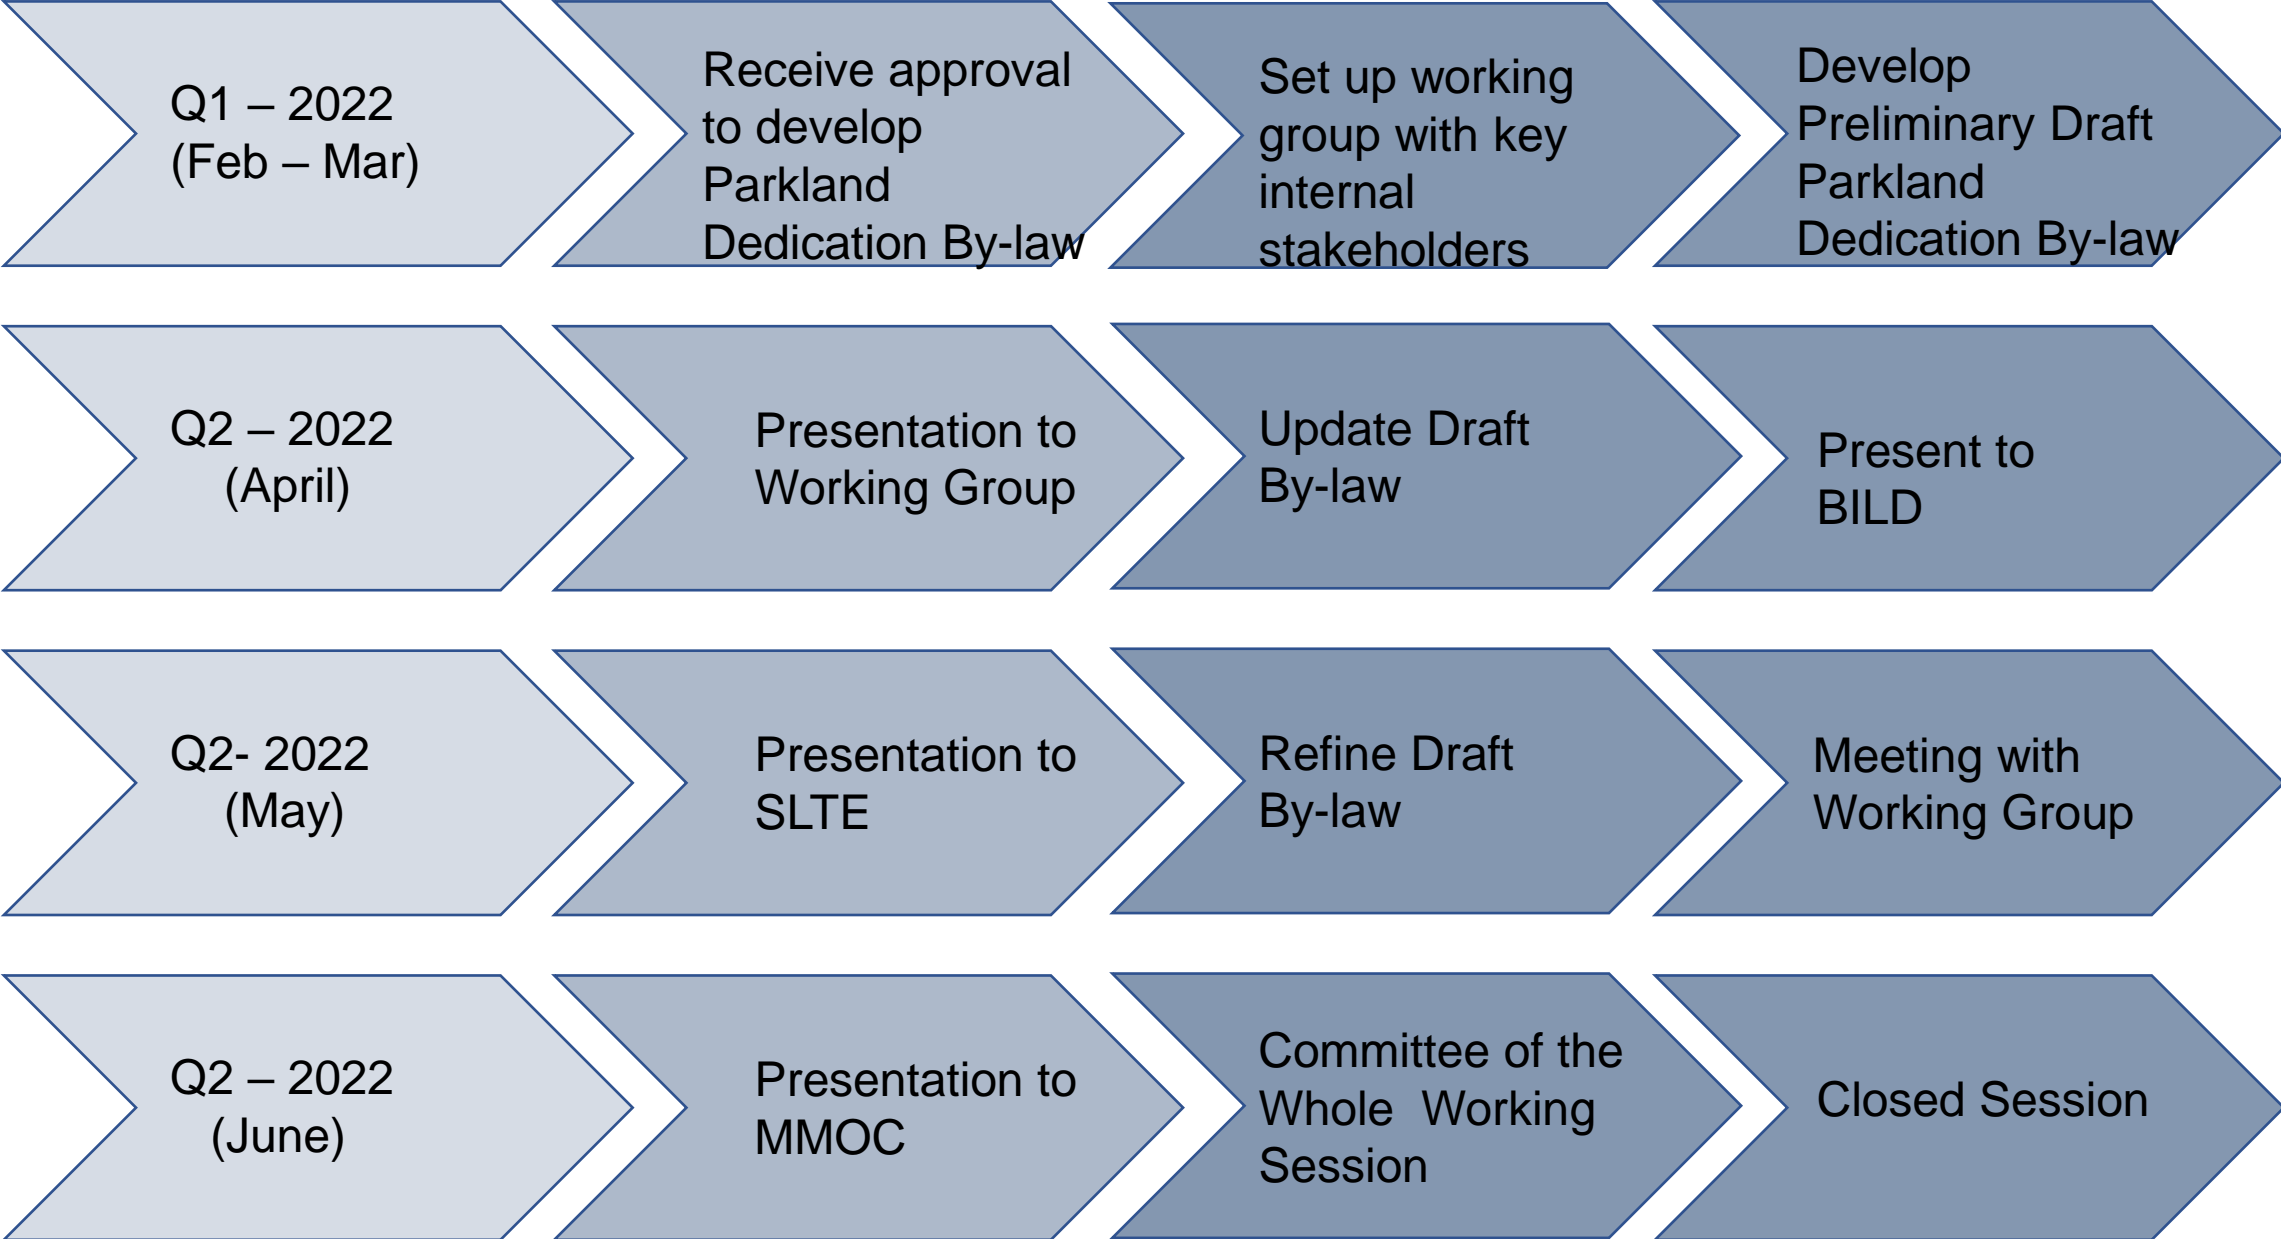 Q1 – 2022
(Feb – Mar)
Receive approval
to develop
Parkland
Dedication By-law
Set up working
group with key
internal
stakeholders
Develop
Preliminary Draft
Parkland
Dedication By-law
Q2 – 2022
(April)
Presentation to
Working Group
Update Draft
By-law
Present to
BILD
Q2- 2022
(May)
Presentation to
SLTE
Refine Draft
By-law
Meeting with
Working Group
Q2 – 2022
(June)
Presentation to
MMOC
Committee of the
Whole  Working
Session
Closed Session